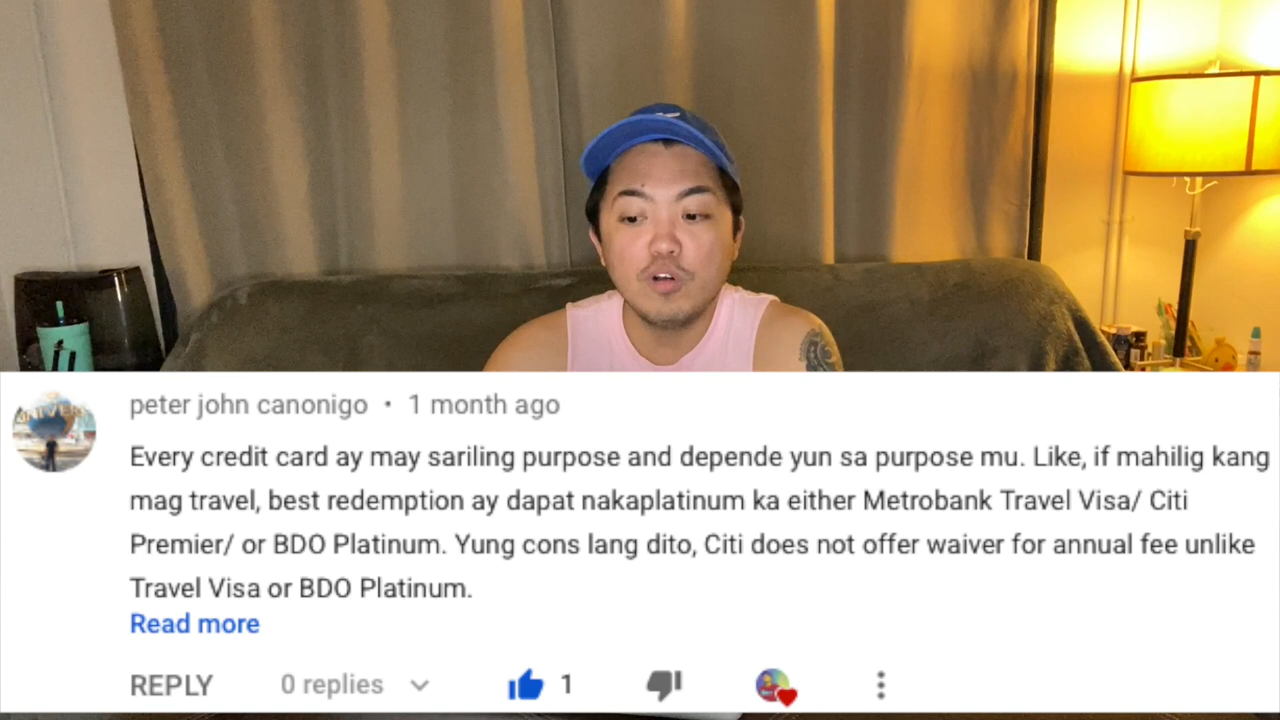 peter john canonigo • 1 month ago
Every credit card ay may sariling purpose and depende yun sa purpose mu. Like, if mahilig kang
mag travel, best redemption ay dapat nakaplatinum ka either Metrobank Travel Visa/ Citi
Premier/ or BDO Platinum. Yung cons lang dito, Citi does not offer waiver for annual fee unlike
Travel Visa or BDO Platinum.
Read more
REPLY 0 replies 1